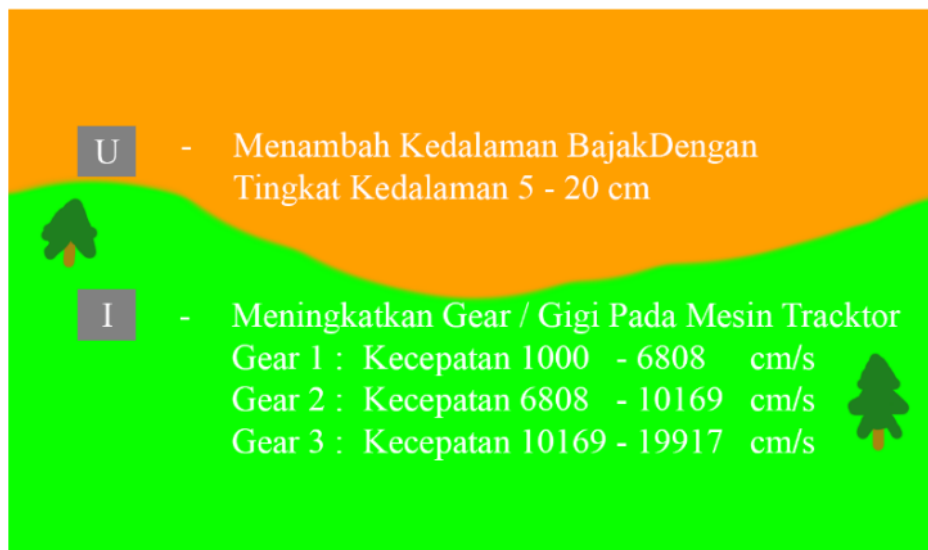 U - Menambah Kedalaman BajakDengan
Tingkat Kedalaman 5 - 20 cm
I - Meningkatkan Gear / Gigi Pada Mesin Tracktor
Gear 1 : Kecepatan 1000 - 6808 cm/s
Gear 2 : Kecepatan 6808 - 10169 cm/s
Gear 3 : Kecepatan 10169 - 19917 cm/s